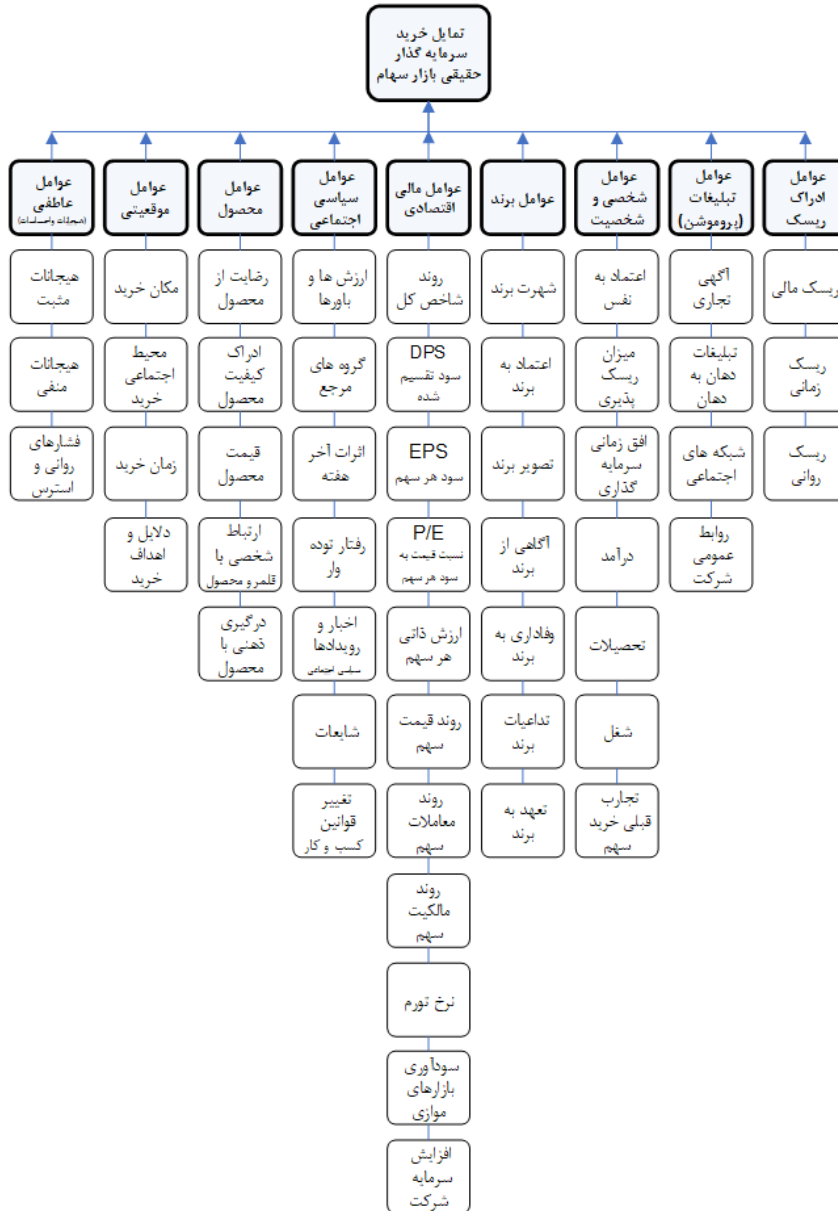 تمایل خرید
سرمایه گذار
حقیقی بازار سهام
عوامل
ادراک
ریسک
ریسک مالی
ریسک
زمانی
ریسک
روانی
عوامل
تبلیغات
(پروموشن)
آگهی
تجاری
تبلیغات
دهان به
دهان
شبکه های
اجتماعی
روابط
عمومی
شرکت
عوامل
شخصی و
شخصیت
اعتماد به
نفس
میزان
ریسک
پذیری
افق زمانی
سرمایه
گذاری
درآمد
تحصیلات
شغل
تجارب
قبلی خرید
سهم
عوامل برند
شهرت برند
اعتماد به
برند
تصویر برند
آگاهی از
برند
وفاداری به
برند
تداعیات
برند
تعهد به
برند
عوامل مالی
اقتصادی
روند
شاخص کل
DPS
سود تقسیم
شده
EPS
سود هر سهم
P/E
نسبت قیمت به
سود هر سهم
ارزش ذاتی
هر سهم
روند قیمت
سهم
روند
معاملات
سهم
روند
مالکیت
سهم
نرخ تورم
سودآوری
بازارهای
موازی
افزایش
سرمایه
شرکت
عوامل
سیاسی
اجتماعی
ارزش ها و
باورها
گروه های
مرجع
اثرات آخر
هفته
رفتار توده
وار
اخبار و
رویدادها
سیاسی اجتماعی
شایعات
تغییر
قوانین
کسب و کار
عوامل
محصول
رضایت از
محصول
ادراک
کیفیت
محصول
قیمت
محصول
ارتباط
شخصی با
قلمرو محصول
درگیری
ذهنی با
محصول
عوامل
موقعیتی
مکان خرید
محیط
اجتماعی
خرید
زمان خرید
دلایل و
اهداف
خرید
عوامل
عاطفی
(هیجانات و احساسات)
هیجانات
مثبت
هیجانات
منفی
فشارهای
روانی و
استرس